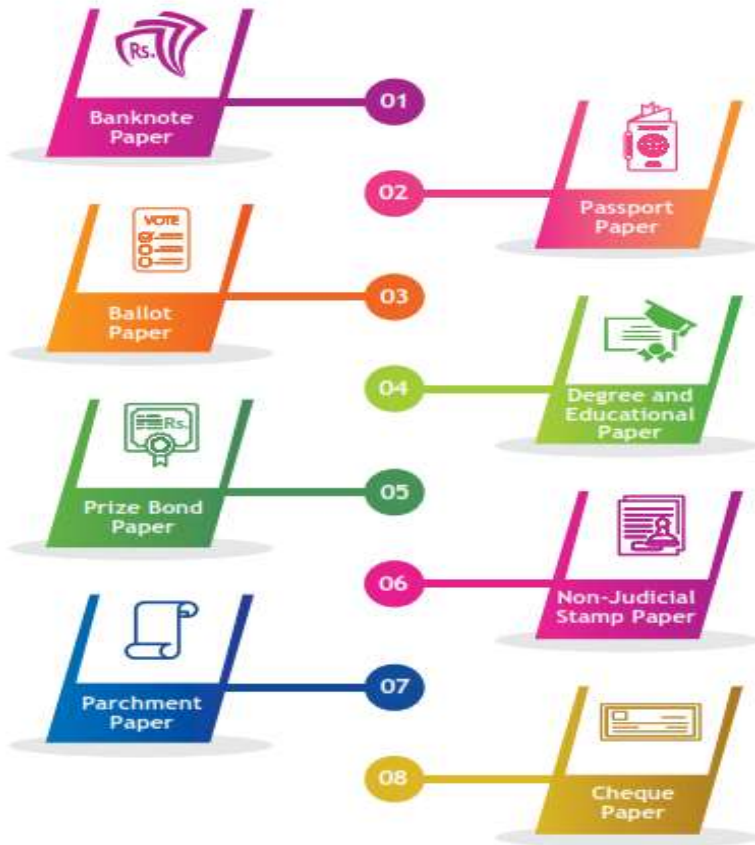 Rs.
Banknote
Paper
01
02
Passport
Paper
VOTE
Ballot
Paper
03
04
Degree and
Educational
Paper
Rs.
Prize Bond
Paper
05
06
Non-Judicial
Stamp Paper
Parchment
Paper
07
08
Cheque
Paper